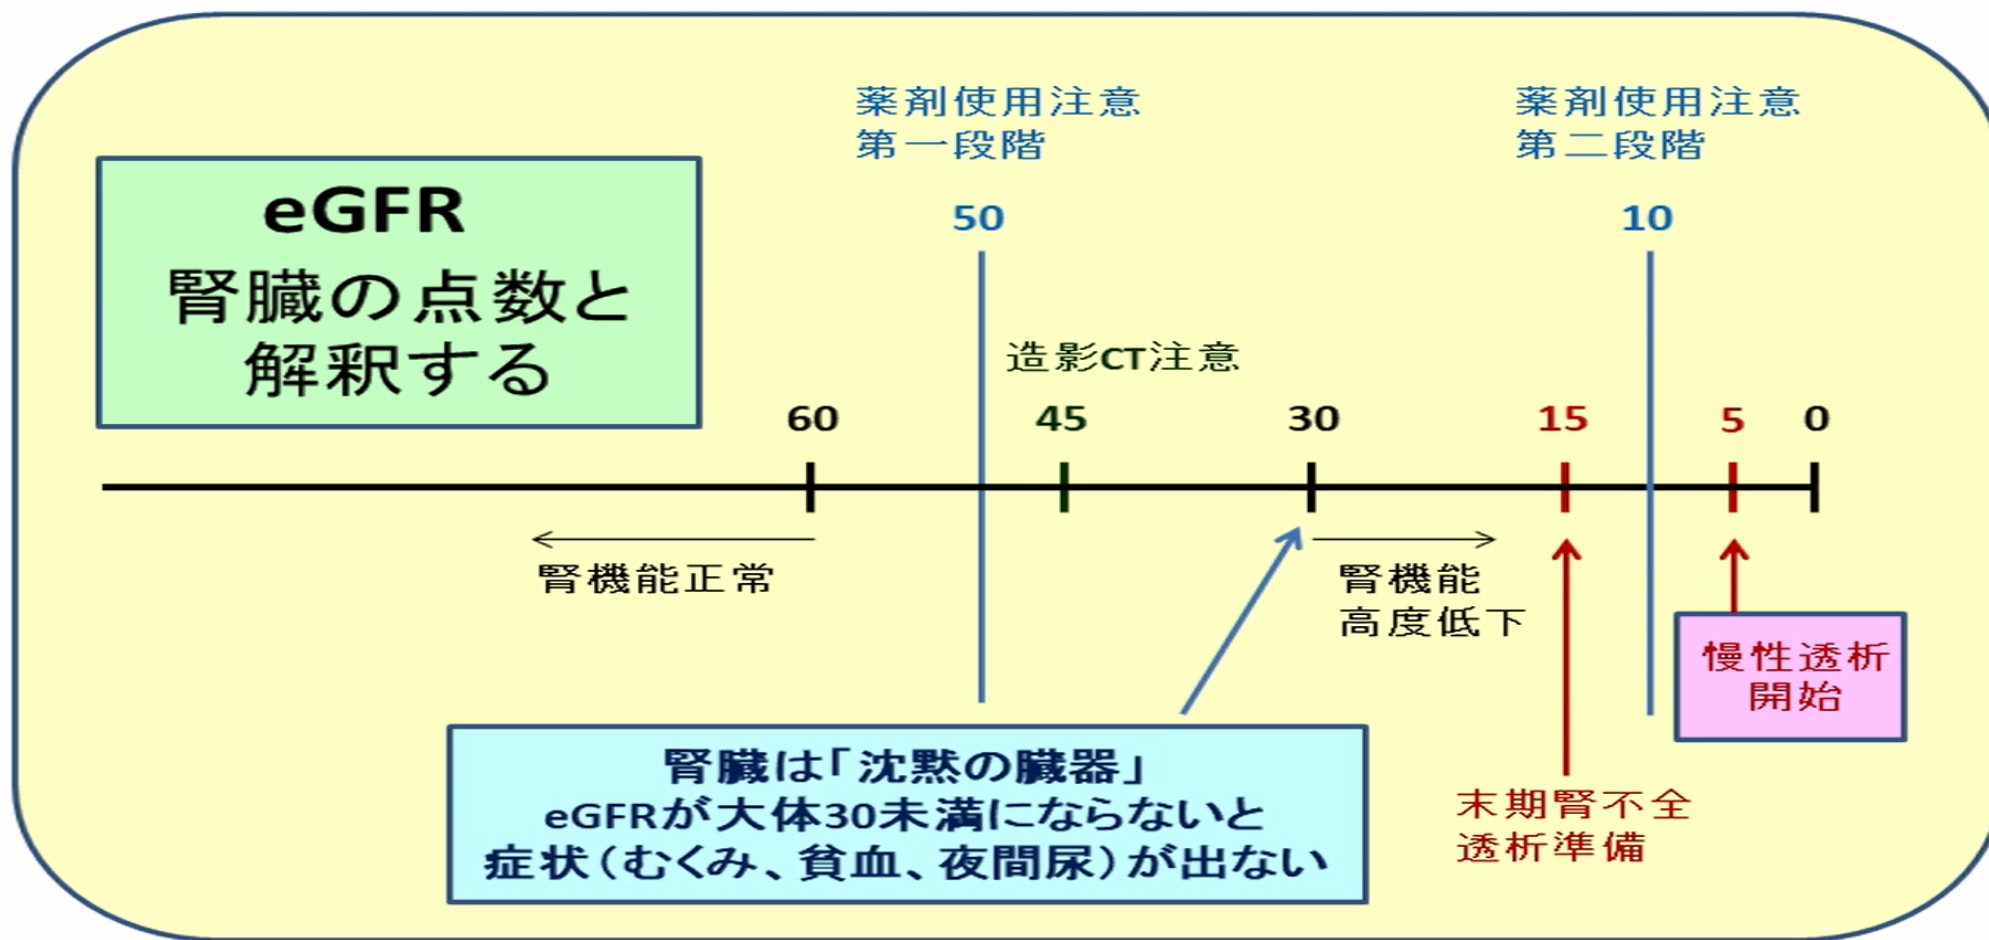 eGFR
腎臓の点数と
解釈する
薬剤使用注意
第一段階
50
薬剤使用注意
第二段階
10
造影CT注意
60
45
30
15
5
0
腎機能正常
腎機能
高度低下
慢性透析
開始
腎臓は「沈黙の臓器」
eGFRが大体30未満にならないと
症状(むくみ、貧血、夜間尿)が出ない
末期腎不全
透析準備